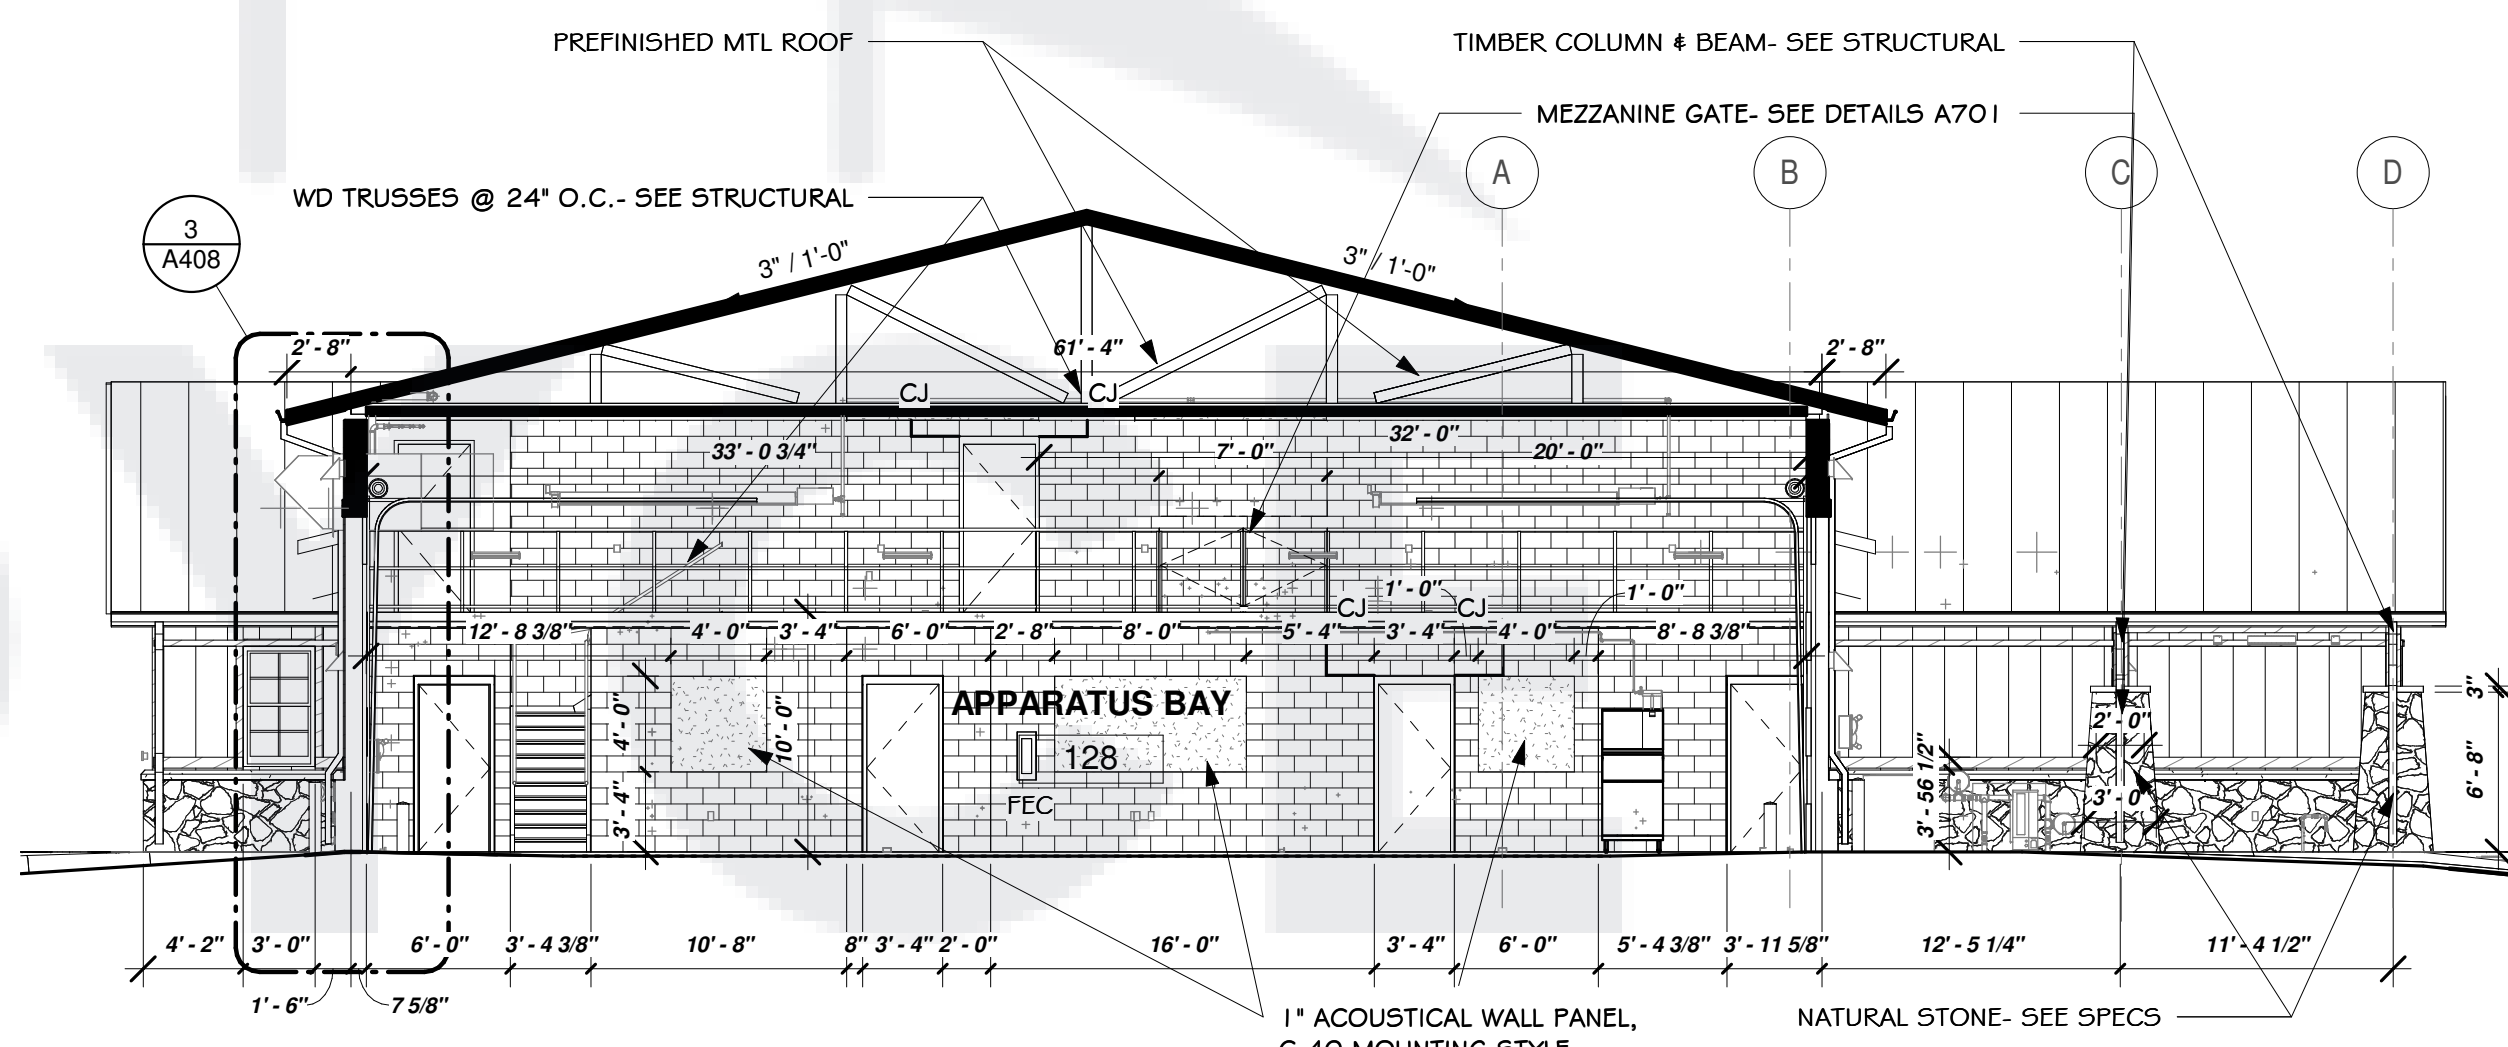 PREFINISHED MTL ROOF
TIMBER COLUMN & BEAM- SEE STRUCTURAL
MEZZANINE GATE- SEE DETAILS A701
A
B
C
D
WD TRUSSES @ 24" O.C.- SEE STRUCTURAL
3
A408
3" / 1'-0"
3" / 1'-0"
2' - 8"
61' - 4"
2' - 8"
CJ
CJ
33' - 0 3/4"
32' - 0"
7' - 0"
20' - 0"
1' - 0"
1' - 0"
CJ
CJ
12' - 8 3/8"
4' - 0"
3' - 4"
6' - 0"
2' - 8"
8' - 0"
5' - 4"
3' - 4"
4' - 0"
8' - 8 3/8"
4' - 0"
3' - 4"
10' - 0"
APPARATUS BAY
128
FEC
2' - 0"
3' - 0"
3' - 56 1/2"
3"
6' - 8"
4' - 2"
3' - 0"
6' - 0"
3' - 4 3/8"
10' - 8"
8"
3' - 4"
2' - 0"
16' - 0"
3' - 4"
6' - 0"
5' - 4 3/8"
3' - 11 5/8"
12' - 5 1/4"
11' - 4 1/2"
1' - 6"
7 5/8"
1" ACOUSTICAL WALL PANEL,
NATURAL STONE- SEE SPECS